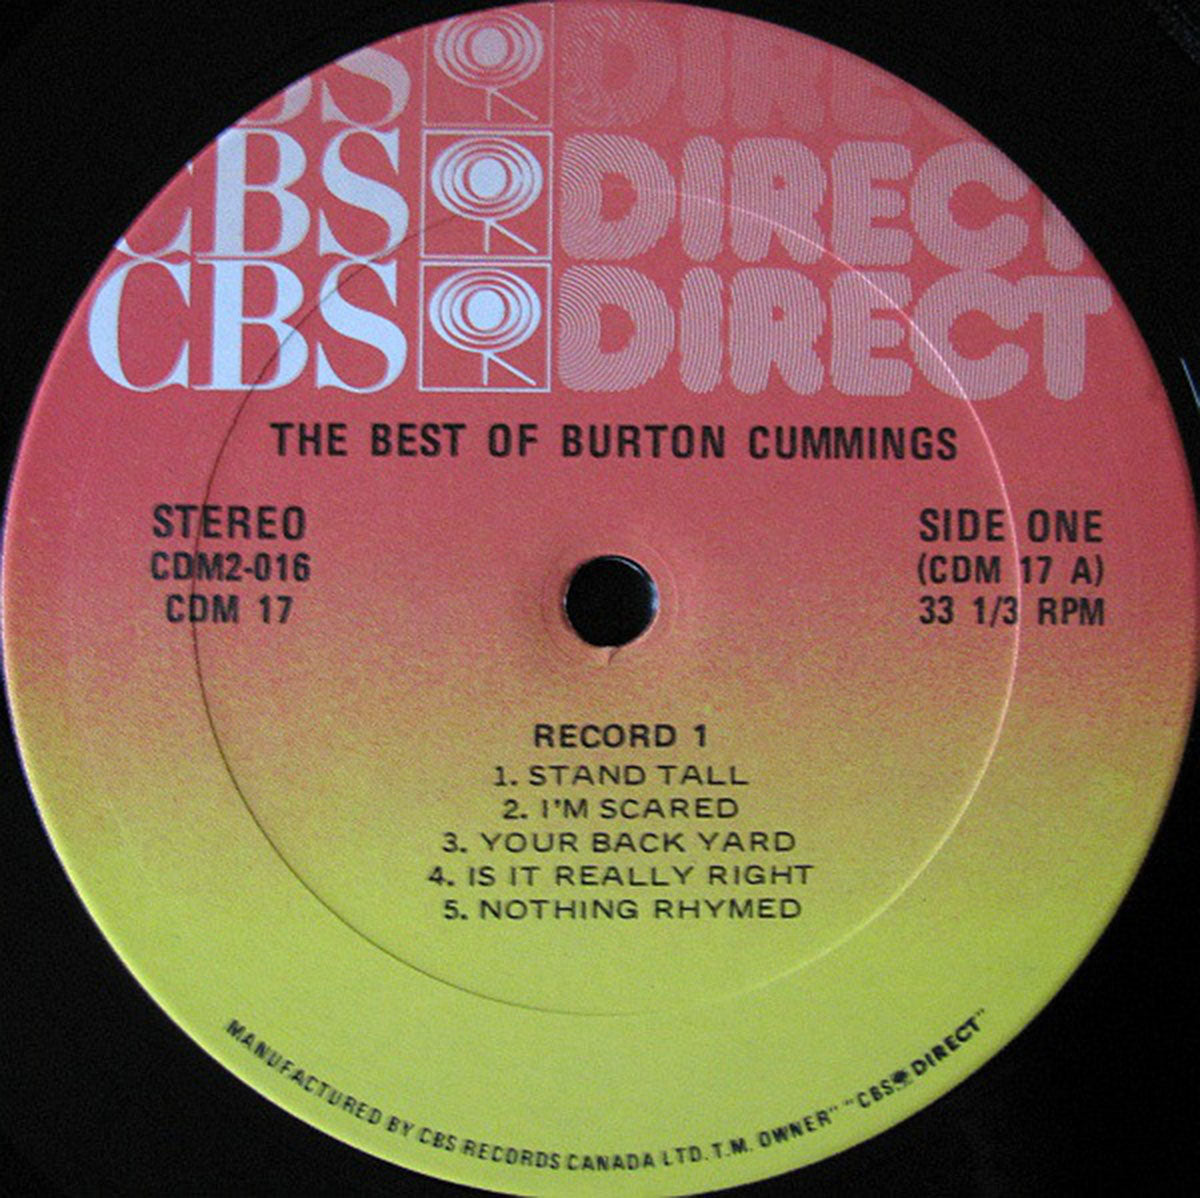 BS DIREC
CBS DIRECT
CBS DIRECT
THE BEST OF BURTON CUMMINGS
STEREO
CDM2-016
CDM 17
SIDE ONE
(CDM 17 A)
33 1/3 RPM
RECORD 1
1. STAND TALL
2. I'M SCARED
3. YOUR BACK YARD
4. IS IT REALLY RIGHT
5. NOTHING RHYMED
MANUFACTURED BY CBS RECORDS CANADA LTD. T.M. OWNER" "CBS DIRECT"